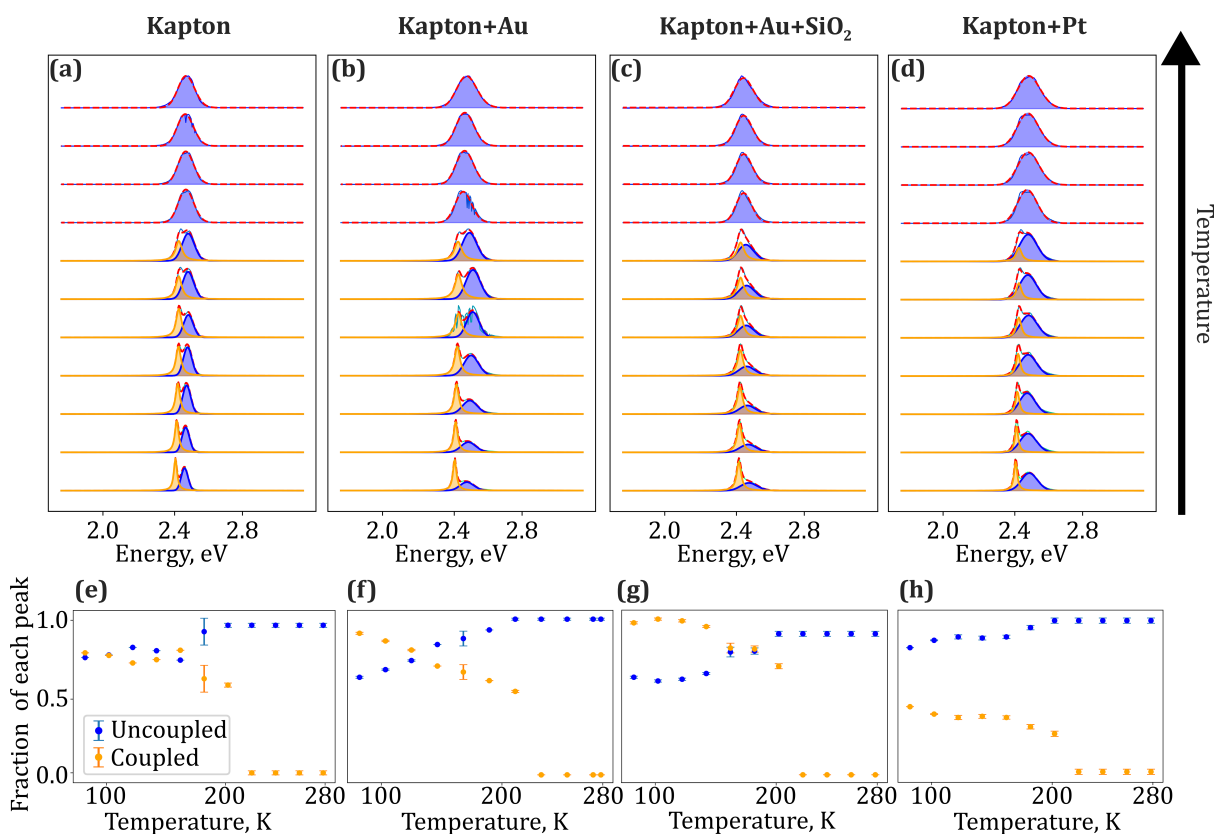 Kapton
Kapton+Au
Kapton+Au+SiO₂
Kapton+Pt
(a)
(b)
(c)
(d)
Temperature
2.0 2.4 2.8
2.0 2.4 2.8
2.0 2.4 2.8
2.0 2.4 2.8
Energy, eV
Energy, eV
Energy, eV
Energy, eV
(e)
(f)
(g)
(h)
Fraction of each peak
1.0
0.5
0.0
Uncoupled
Coupled
100 200 280
100 200 280
100 200 280
100 200 280
Temperature, K
Temperature, K
Temperature, K
Temperature, K